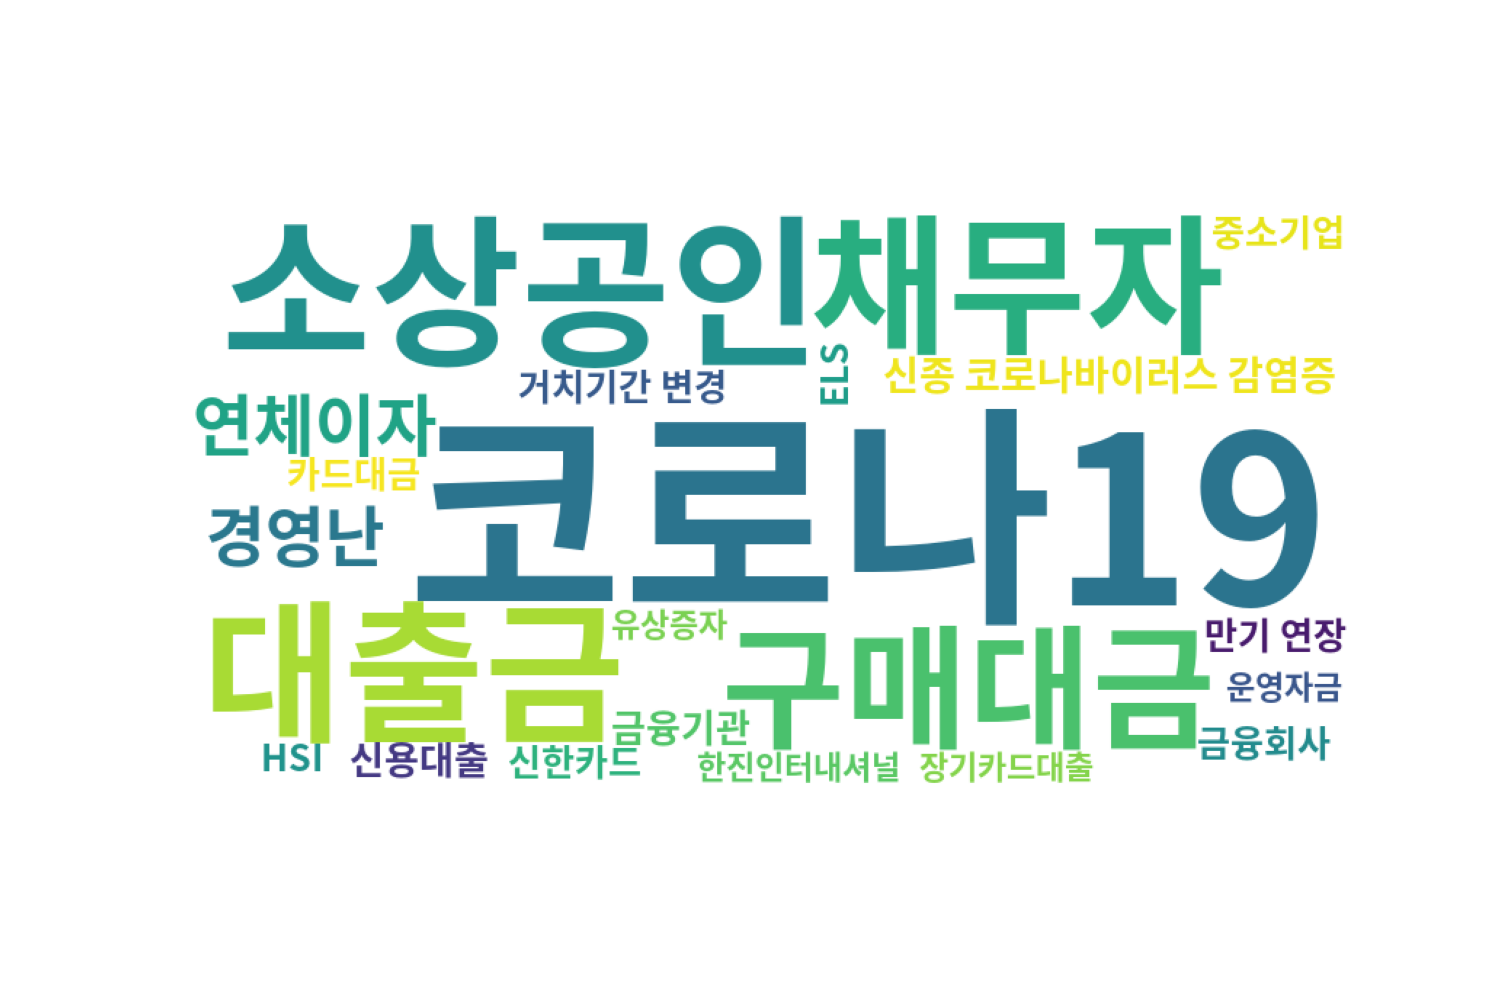 소상공인
채무자
중소기업
거치기간 변경
ELS
신종 코로나바이러스 감염증
연체이자
카드대금
코로나19
경영난
대출금
유상증자
구매대금
만기 연장
운영자금
금융기관
금융회사
HSI
신용대출
신한카드
한진인터내셔널
장기카드대출